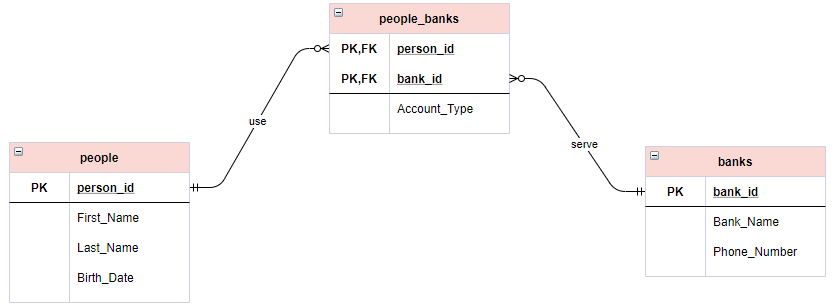 people_banks
PK,FK person_id
PK,FK bank_id
Account_Type
use
serve
people
PK person_id
First_Name
Last_Name
Birth_Date
banks
PK bank_id
Bank_Name
Phone_Number